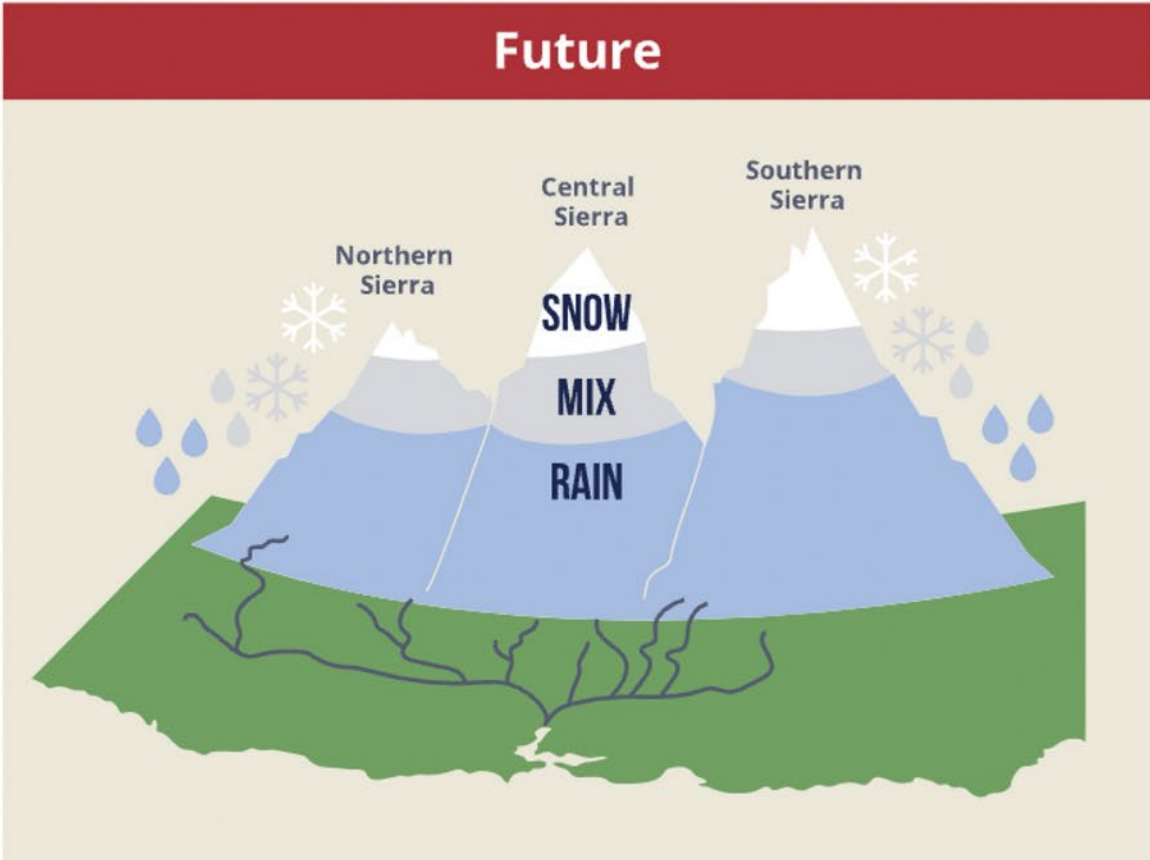 Future
Northern
Sierra
Central
Sierra
Southern
Sierra
SNOW
MIX
RAIN